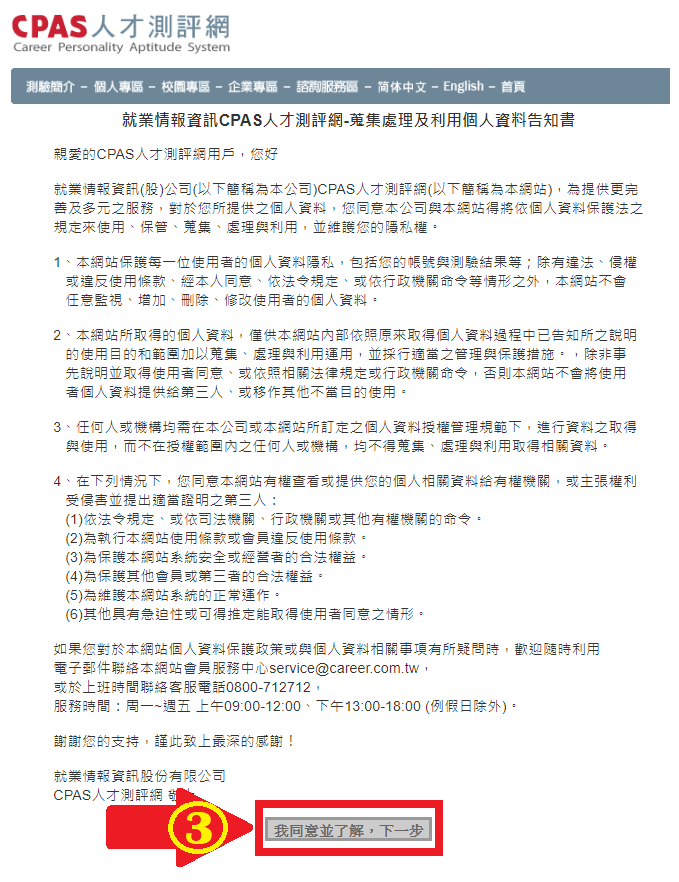 CPAS人才測評網
Career Personality Aptitude System
測驗簡介 – 個人專區 – 校園專區 – 企業專區 – 諮詢服務區 – 简体中文 – English – 首頁
就業情報資訊CPAS人才測評網-蒐集處理及利用個人資料告知書
親愛的CPAS人才測評網用戶，您好
就業情報資訊(股)公司(以下簡稱為本公司)CPAS人才測評網(以下簡稱為本網站)，為提供更完
善及多元之服務，對於您所提供之個人資料，您同意本公司與本網站得將依個人資料保護法之
規定來使用、保管、蒐集、處理與利用，並維護您的隱私權。
1、本網站保護每一位使用者的個人資料隱私，包括您的帳號與測驗結果等；除有違法、侵權
或違反使用條款、經本人同意、依法令規定、或依行政機關命令等情形之外，本網站不會
任意監視、增加、刪除、修改使用者的個人資料。
2、本網站所取得的個人資料，僅供本網站內部依照原來取得個人資料過程中已告知所之說明
的使用目的和範圍加以蒐集、處理與利用運用，並採行適當之管理與保護措施。，除非事
先說明並取得使用者同意、或依照相關法律規定或行政機關命令，否則本網站不會將使用
者個人資料提供給第三人、或移作其他不當目的使用。
3、任何人或機構均需在本公司或本網站所訂定之個人資料授權管理規範下，進行資料之取得
與使用，而不在授權範圍內之任何人或機構，均不得蒐集、處理與利用取得相關資料。
4、在下列情況下，您同意本網站有權查看或提供您的個人相關資料給有權機關，或主張權利
受侵害並提出適當證明之第三人：
(1)依法令規定、或依司法機關、行政機關或其他有權機關的命令。
(2)為執行本網站使用條款或會員違反使用條款。
(3)為保護本網站系統安全或經營者的合法權益。
(4)為保護其他會員或第三者的合法權益。
(5)為維護本網站系統的正常運作。
(6)其他具有急迫性或可得推定能取得使用者同意之情形。
如果您對於本網站個人資料保護政策或與個人資料相關事項有所疑問時，歡迎隨時利用
電子郵件聯絡本網站會員服務中心service@career.com.tw，
或於上班時間聯絡客服電話0800-712712，
服務時間：周一~週五 上午09:00-12:00、下午13:00-18:00 (例假日除外)。
謝謝您的支持，謹此致上最深的感謝！
就業情報資訊股份有限公司
CPAS人才測評網
3
我同意並了解，下一步